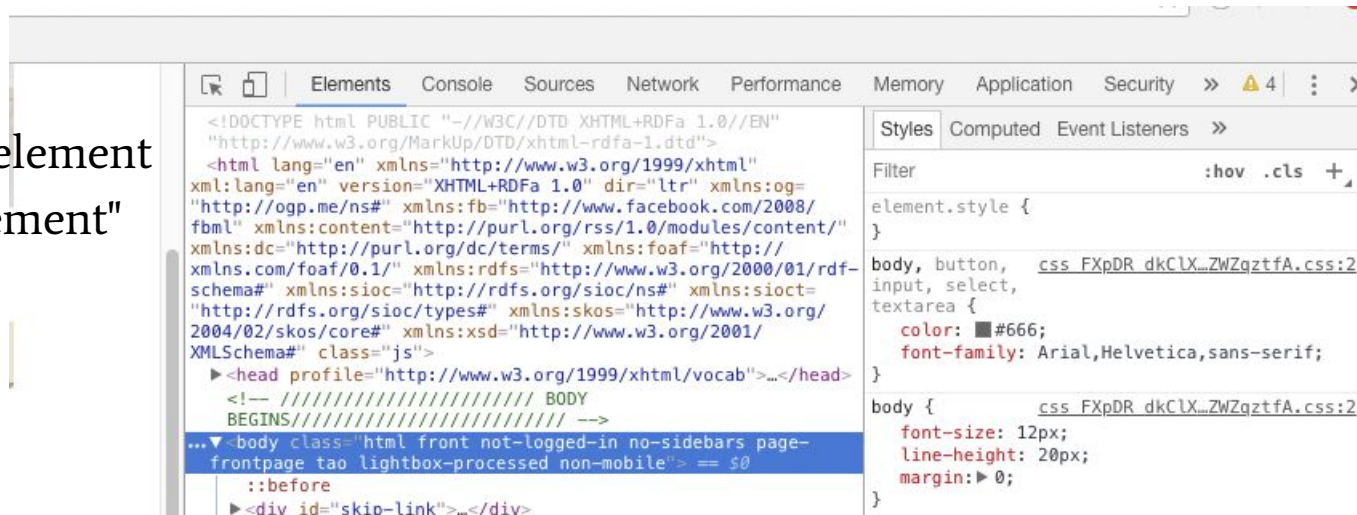 element
ement"
Elements Console Sources Network Performance Memory Application Security » 4
<!DOCTYPE html PUBLIC "-//W3C//DTD XHTML+RDFa 1.0//EN"
"http://www.w3.org/MarkUp/DTD/xhtml-rdfa-1.dtd">
<html lang="en" xmlns="http://www.w3.org/1999/xhtml"
xml:lang="en" version="XHTML+RDFa 1.0" dir="ltr" xmlns:og=
"http://ogp.me/ns#" xmlns:fb="http://www.facebook.com/2008/
fbml" xmlns:content="http://purl.org/rss/1.0/modules/content/"
xmlns:dc="http://purl.org/dc/terms/" xmlns:foaf="http://
xmlns.com/foaf/0.1/" xmlns:rdfs="http://www.w3.org/2000/01/rdf-
schema#" xmlns:sioc="http://rdfs.org/sioc/ns#" xmlns:sioct=
"http://rdfs.org/sioc/types#" xmlns:skos="http://www.w3.org/
2004/02/skos/core#" xmlns:xsd="http://www.w3.org/2001/
XMLSchema#" class="js">
<head profile="http://www.w3.org/1999/xhtml/vocab">…</head>
<!-- //////////////////////// BODY
BEGINS////////////////////////// -->
...<body class="html front not-logged-in no-sidebars page-
frontpage tao lightbox-processed non-mobile"> == $0
::before
<div id="skip-link">…</div>
Styles Computed Event Listeners »
Filter :hov .cls +
element.style {
}
body, button, css_FXpDR_dkClX…ZWZqztfA.css:2
input, select,
textarea {
color: #666;
font-family: Arial,Helvetica,sans-serif;
}
body { css_FXpDR_dkClX…ZWZqztfA.css:2
font-size: 12px;
line-height: 20px;
margin: 0;
}